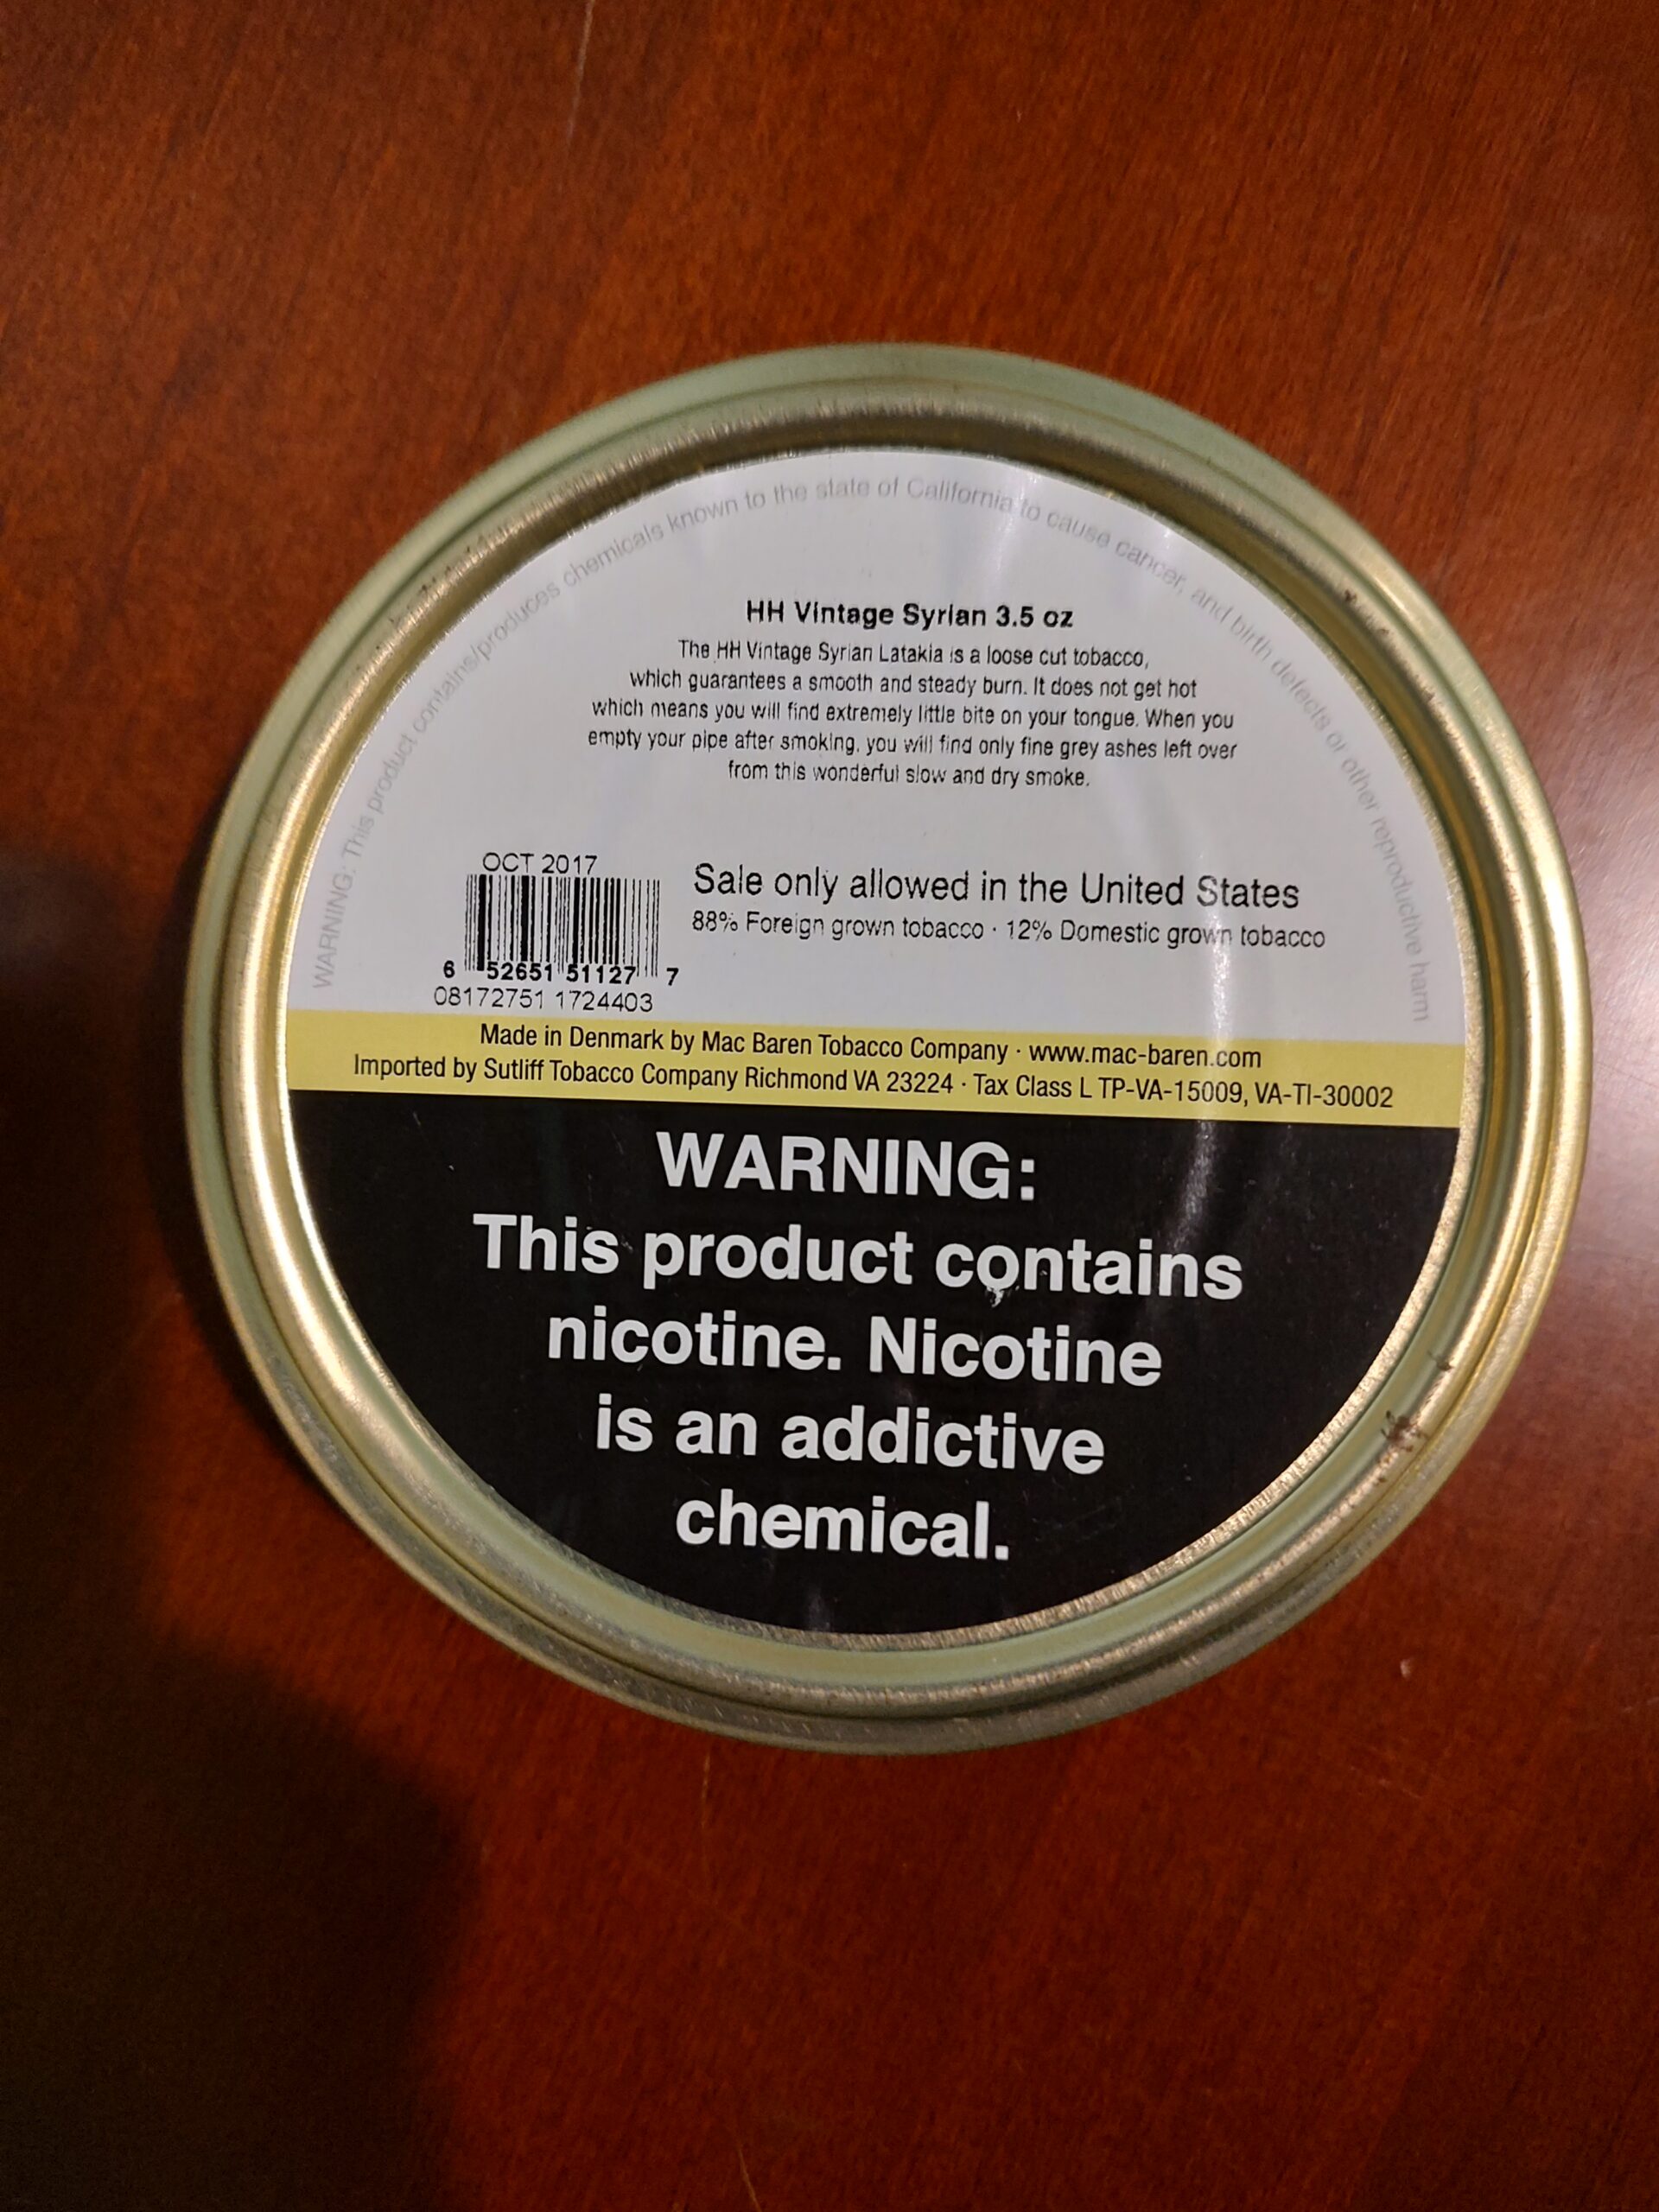 WARNING: This product contains/produces chemicals known to the state of California to cause cancer, and birth defects or other reproductive harm
HH Vintage Syrian 3.5 oz
The HH Vintage Syrian Latakia is a loose cut tobacco,
which guarantees a smooth and steady burn. It does not get hot
which means you will find extremely little bite on your tongue. When you
empty your pipe after smoking, you will find only fine grey ashes left over
from this wonderful slow and dry smoke.
OCT 2017
6 52651 51127 7
08172751 1724403
Sale only allowed in the United States
88% Foreign grown tobacco · 12% Domestic grown tobacco
Made in Denmark by Mac Baren Tobacco Company · www.mac-baren.com
Imported by Sutliff Tobacco Company Richmond VA 23224 · Tax Class L TP-VA-15009, VA-TI-30002
WARNING:
This product contains
nicotine. Nicotine
is an addictive
chemical.